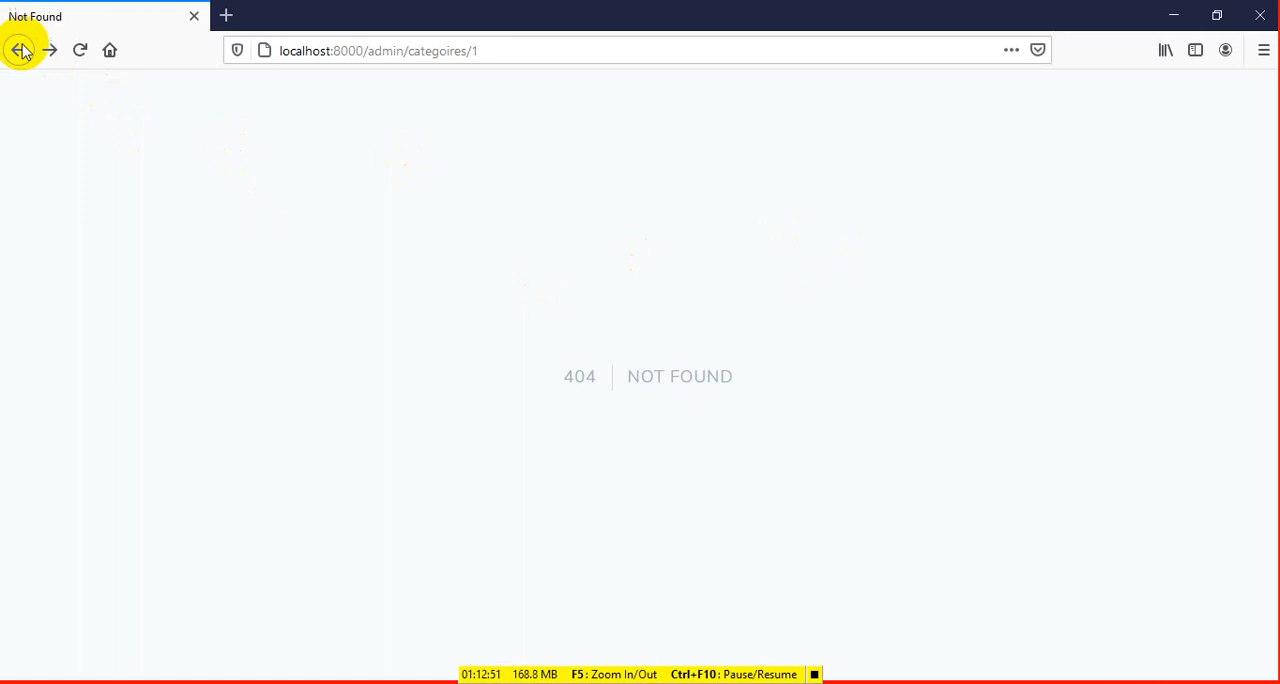 Not Found
localhost:8000/admin/categoires/1
404 NOT FOUND
01:12:51 168.8 MB F5: Zoom In/Out Ctrl+F10: Pause/Resume